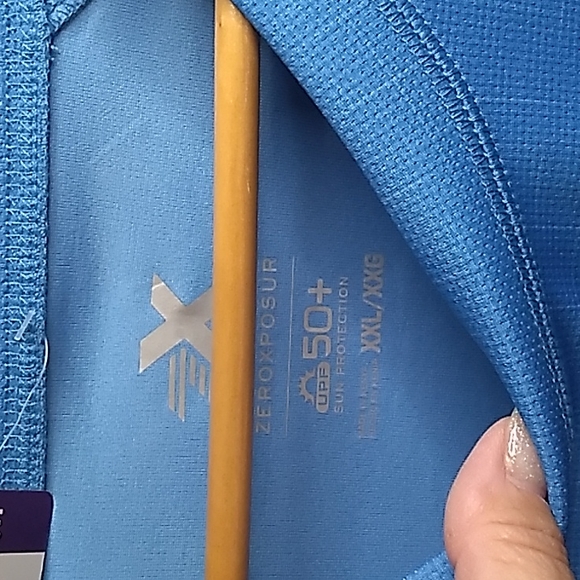 ZEROXPOSUR
UPF 50+
SUN PROTECTION
XXL/XXG